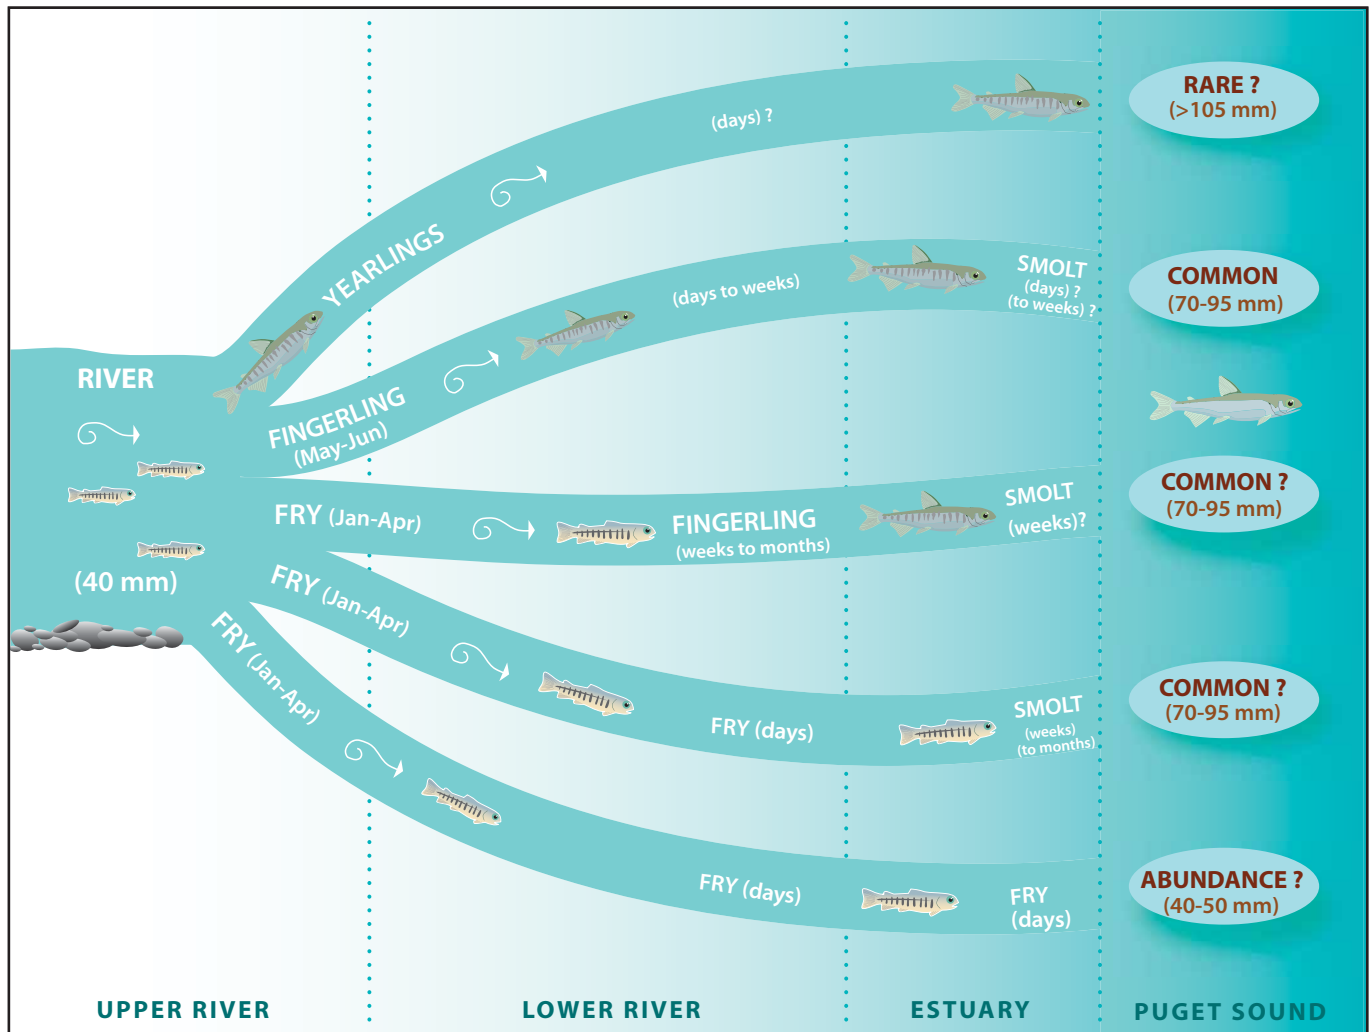 RARE ?
(>105 mm)
(days) ?
YEARLINGS
SMOLT
(days) ?
(to weeks) ?
COMMON
(70-95 mm)
(days to weeks)
RIVER
FINGERLING
(May-Jun)
COMMON ?
(70-95 mm)
SMOLT
(weeks)?
FRY (Jan-Apr)
FINGERLING
(weeks to months)
(40 mm)
FRY (Jan-Apr)
FRY (days)
SMOLT
(weeks)
(to months)
COMMON ?
(70-95 mm)
FRY (Jan-Apr)
FRY (days)
FRY
(days)
ABUNDANCE ?
(40-50 mm)
UPPER RIVER
LOWER RIVER
ESTUARY
PUGET SOUND